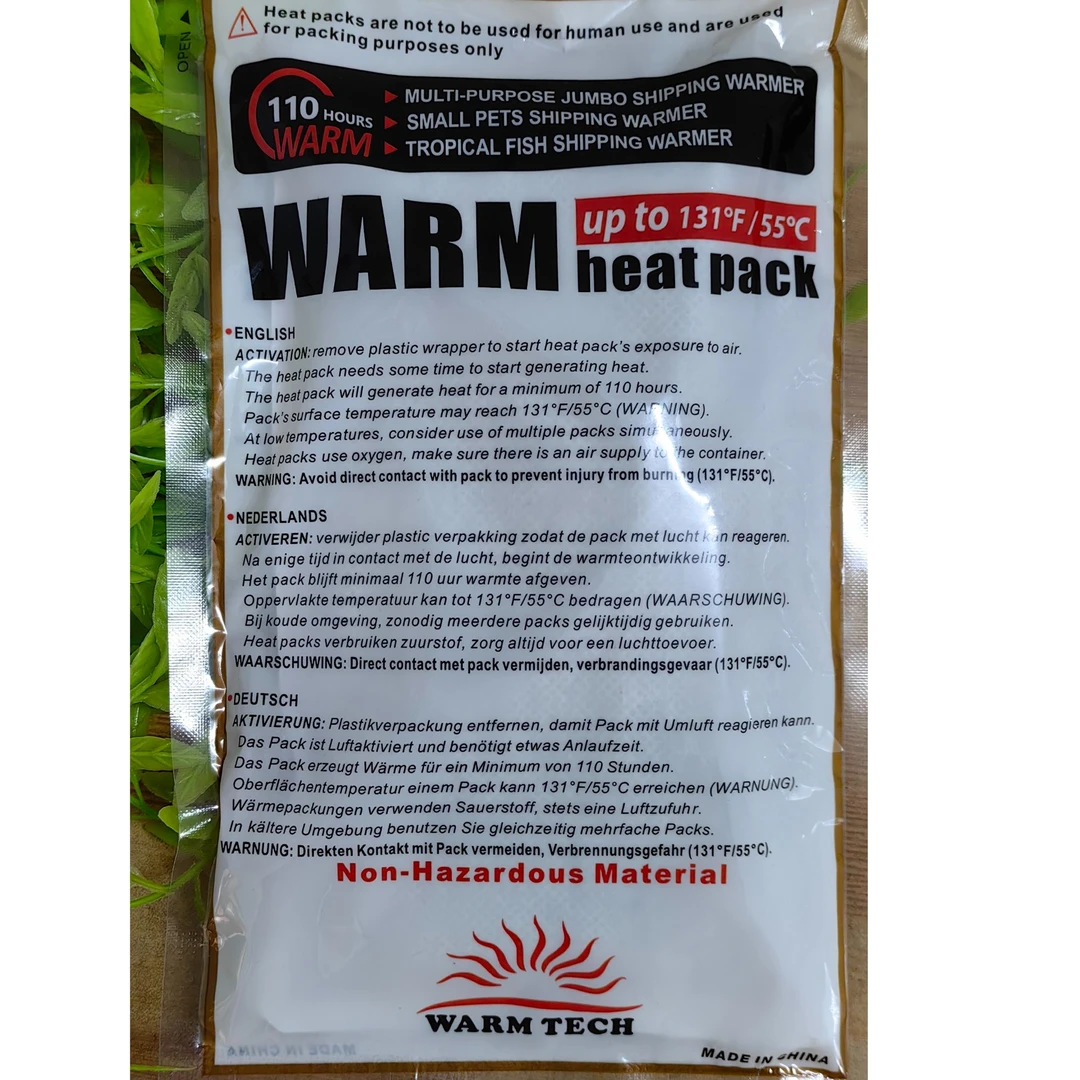 OPEN ▲
Heat packs are not to be used for human use and are used
for packing purposes only
110 HOURS
WARM
▶ MULTI-PURPOSE JUMBO SHIPPING WARMER
▶ SMALL PETS SHIPPING WARMER
▶ TROPICAL FISH SHIPPING WARMER
WARM
up to 131°F/55°C
heat pack
•ENGLISH
ACTIVATION: remove plastic wrapper to start heat pack's exposure to air.
The heat pack needs some time to start generating heat.
The heat pack will generate heat for a minimum of 110 hours.
Pack's surface temperature may reach 131°F/55°C (WARNING).
At low temperatures, consider use of multiple packs simultaneously.
Heat packs use oxygen, make sure there is an air supply to the container.
WARNING: Avoid direct contact with pack to prevent injury from burning (131°F/55°C).
•NEDERLANDS
ACTIVEREN: verwijder plastic verpakking zodat de pack met lucht kan reageren.
Na enige tijd in contact met de lucht, begint de warmteontwikkeling.
Het pack blijft minimaal 110 uur warmte afgeven.
Oppervlakte temperatuur kan tot 131°F/55°C bedragen (WAARSCHUWING).
Bij koude omgeving, zonodig meerdere packs gelijktijdig gebruiken.
Heat packs verbruiken zuurstof, zorg altijd voor een luchttoevoer.
WAARSCHUWING: Direct contact met pack vermijden, verbrandingsgevaar (131°F/55°C).
•DEUTSCH
AKTIVIERUNG: Plastikverpackung entfernen, damit Pack mit Umluft reagieren kann.
Das Pack ist Luftaktiviert und benötigt etwas Anlaufzeit.
Das Pack erzeugt Wärme für ein Minimum von 110 Stunden.
Oberflächentemperatur einem Pack kann 131°F/55°C erreichen (WARNUNG).
Wärmepackungen verwenden Sauerstoff, stets eine Luftzufuhr.
In kältere Umgebung benutzen Sie gleichzeitig mehrfache Packs.
WARNUNG: Direkten Kontakt mit Pack vermeiden, Verbrennungsgefahr (131°F/55°C).
Non-Hazardous Material
WARM TECH
MADE IN CHINA
MADE IN CHINA